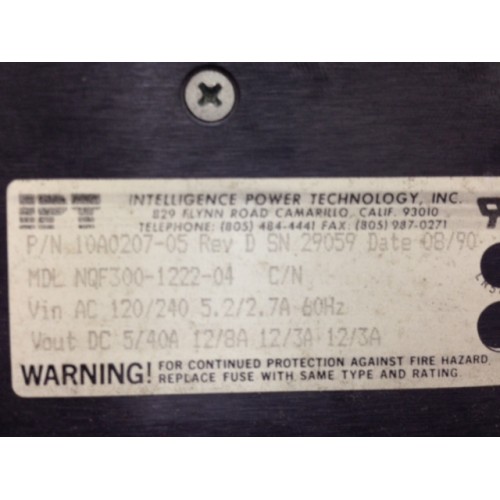 IPT
INTELLIGENCE POWER TECHNOLOGY, INC.
829 FLYNN ROAD CAMARILLO, CALIF. 93010
TELEPHONE: (805) 484-4441 FAX: (805) 987-0271
P/N 10A0207-05 Rev D SN 29059 Date 08/90
MDL NQF300-1222-04 C/N
Vin AC 120/240 5.2/2.7A 60Hz
Vout DC 5/40A 12/8A 12/3A 12/3A
WARNING! FOR CONTINUED PROTECTION AGAINST FIRE HAZARD,
REPLACE FUSE WITH SAME TYPE AND RATING.